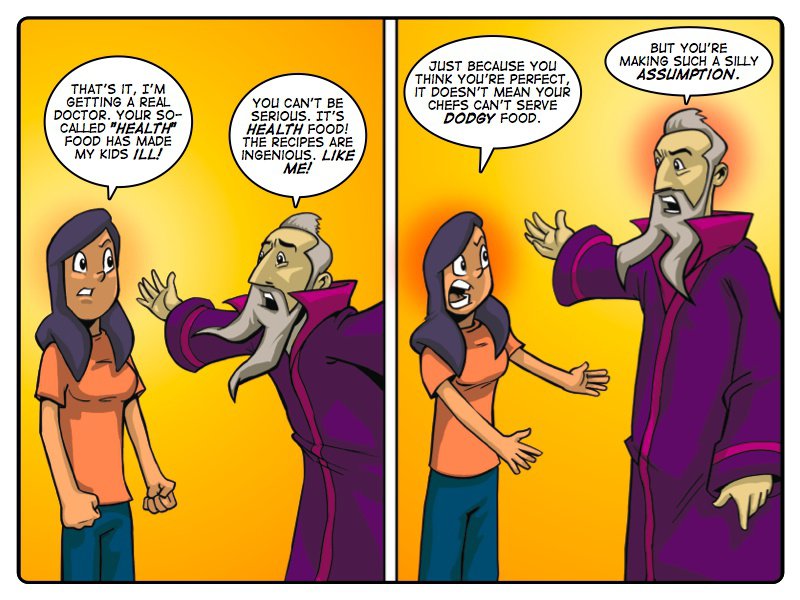 THAT'S IT, I'M
GETTING A REAL
DOCTOR. YOUR SO-
CALLED "HEALTH"
FOOD HAS MADE
MY KIDS ILL!
YOU CAN'T BE
SERIOUS. IT'S
HEALTH FOOD!
THE RECIPES ARE
INGENIOUS. LIKE
ME!
JUST BECAUSE YOU
THINK YOU'RE PERFECT,
IT DOESN'T MEAN YOUR
CHEFS CAN'T SERVE
DODGY FOOD.
BUT YOU'RE
MAKING SUCH A SILLY
ASSUMPTION.